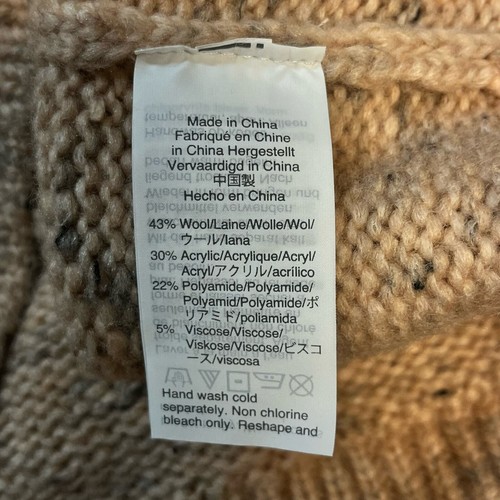 Made in China
Fabriqué en Chine
in China Hergestellt
Vervaardigd in China
中国製
Hecho en China
43% Wool/Laine/Wolle/Wol/
ウール/lana
30% Acrylic/Acrylique/Acryl/
Acryl/アクリル/acrílico
22% Polyamide/Polyamide/
Polyamid/Polyamide/ポ
リアミド/poliamida
5% Viscose/Viscose/
Viskose/Viscose/ビスコ
ース/viscosa
Hand wash cold
separately. Non chlorine
bleach only. Reshape and